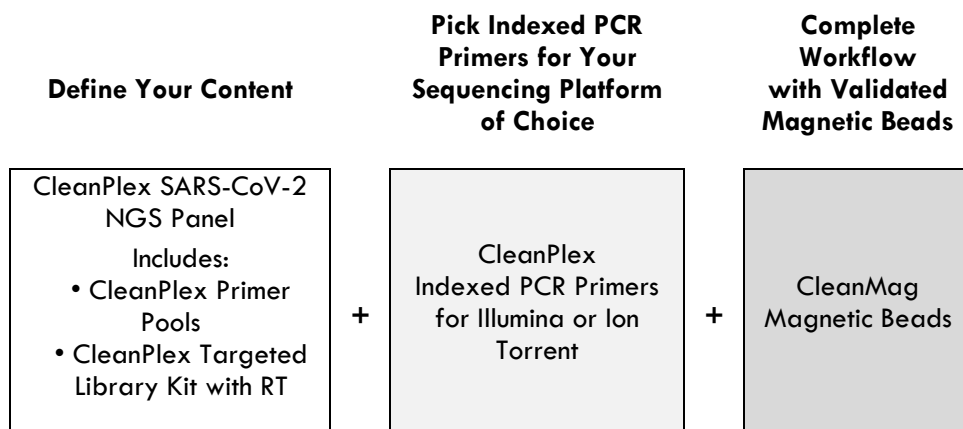 Define Your Content
Pick Indexed PCR
Primers for Your
Sequencing Platform
of Choice
Complete
Workflow
with Validated
Magnetic Beads
CleanPlex SARS-CoV-2
NGS Panel
Includes:
• CleanPlex Primer
Pools
• CleanPlex Targeted
Library Kit with RT
+
CleanPlex
Indexed PCR Primers
for Illumina or Ion
Torrent
+
CleanMag
Magnetic Beads